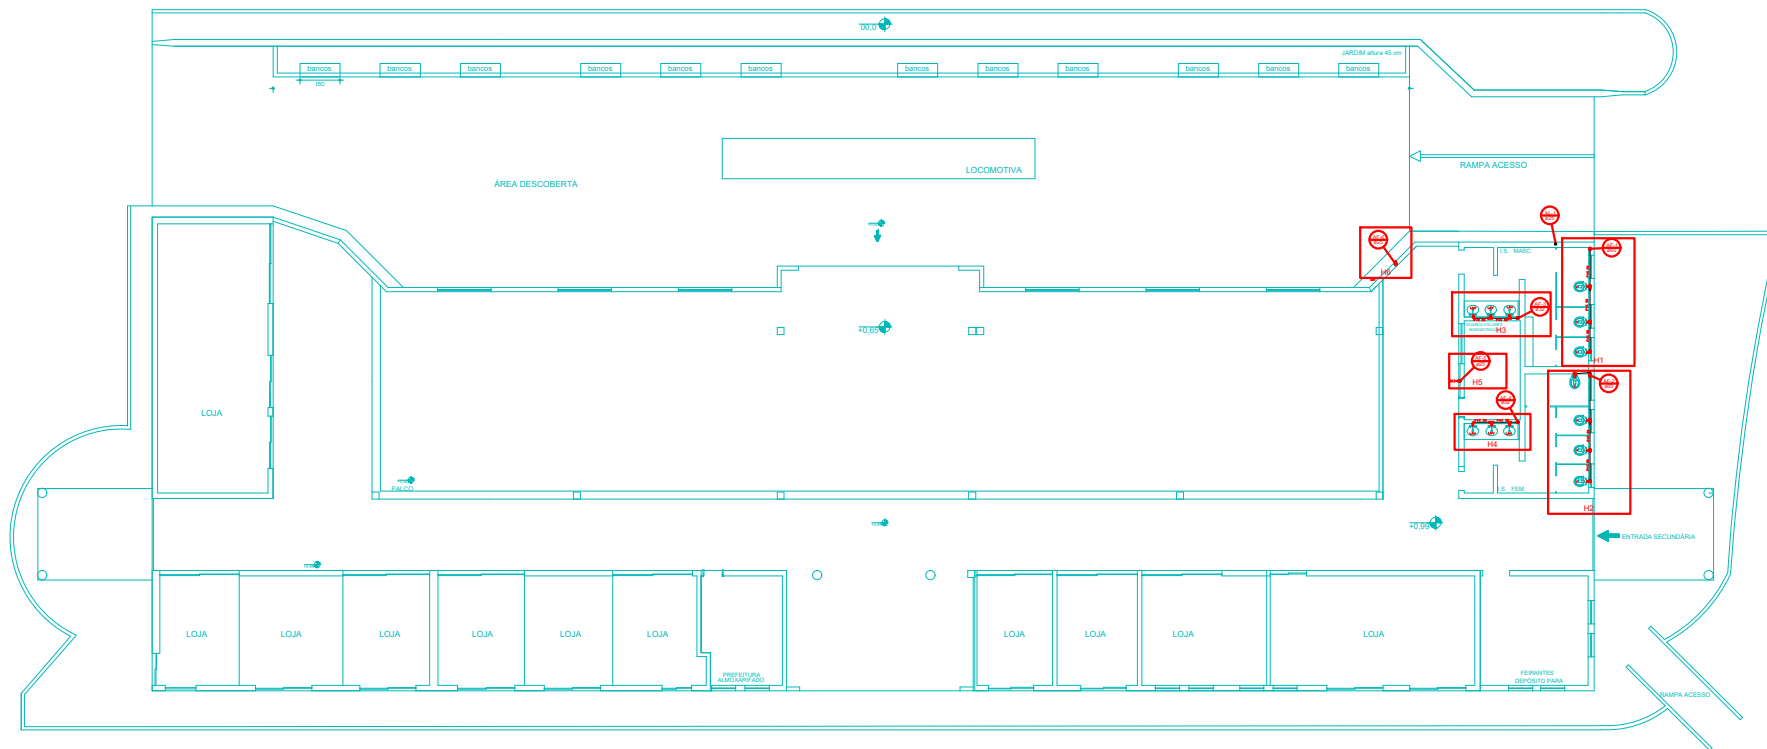 00,0
JARDIM altura 45 cm
bancos
bancos
bancos
bancos
bancos
bancos
bancos
bancos
bancos
bancos
bancos
bancos
150
LOCOMOTIVA
RAMPA ACESSO
ÁREA DESCOBERTA
I.S. MASC.
H6
+0,65
H3
H1
H5
LOJA
H4
PALCO
I.S. FEM.
H2
+0,99
ENTRADA SECUNDÁRIA
LOJA
LOJA
LOJA
LOJA
LOJA
LOJA
LOJA
LOJA
LOJA
LOJA
PREFEITURA
ALMOXARIFADO
FEIRANTES
DEPÓSITO PARA
RAMPA ACESSO